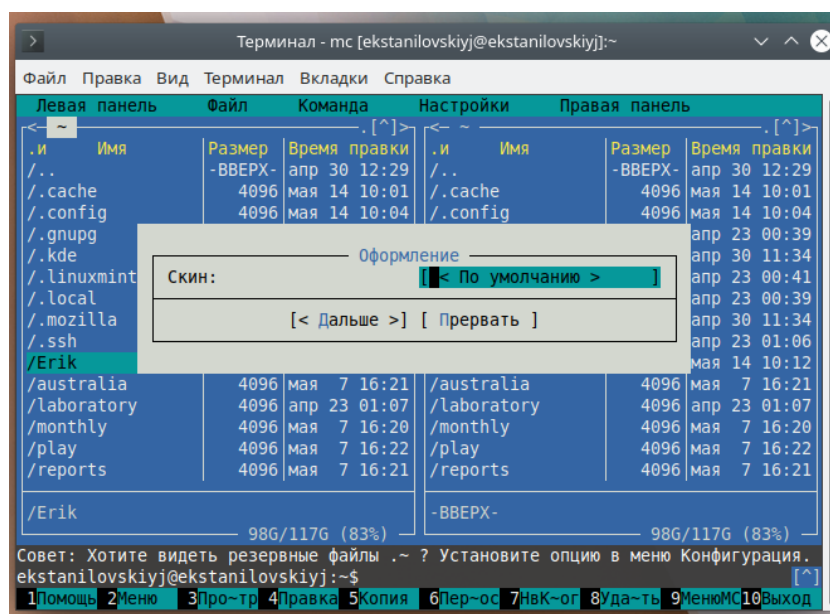 Терминал - mc [ekstanilovskiyj@ekstanilovskiyj]:~
Файл Правка Вид Терминал Вкладки Справка
Левая панель Файл Команда Настройки Правая панель
<— ~ .[^]> <— ~ .[^]>
.и Имя Размер Время правки .и Имя Размер Время правки
/.. -ВВЕРХ- апр 30 12:29 /.. -ВВЕРХ- апр 30 12:29
/.cache 4096 мая 14 10:01 /.cache 4096 мая 14 10:01
/.config 4096 мая 14 10:04 /.config 4096 мая 14 10:04
/.gnupg апр 23 00:39
/.kde Оформление апр 30 11:34
/.linuxmint Скин: [< По умолчанию > ] апр 23 00:41
/.local апр 23 00:39
/.mozilla [< Дальше >] [ Прервать ] апр 30 11:34
/.ssh апр 23 01:06
/Erik мая 14 10:12
/australia 4096 мая 7 16:21 /australia 4096 мая 7 16:21
/laboratory 4096 апр 23 01:07 /laboratory 4096 апр 23 01:07
/monthly 4096 мая 7 16:20 /monthly 4096 мая 7 16:20
/play 4096 мая 7 16:22 /play 4096 мая 7 16:22
/reports 4096 мая 7 16:21 /reports 4096 мая 7 16:21
/Erik -ВВЕРХ-
98G/117G (83%) 98G/117G (83%)
Совет: Хотите видеть резервные файлы .~ ? Установите опцию в меню Конфигурация.
ekstanilovskiyj@ekstanilovskiyj:~$ [^]
1Помощь 2Меню 3Про~тр 4Правка 5Копия 6Пер~ос 7НвК~ог 8Уда~ть 9МенюМС 10Выход